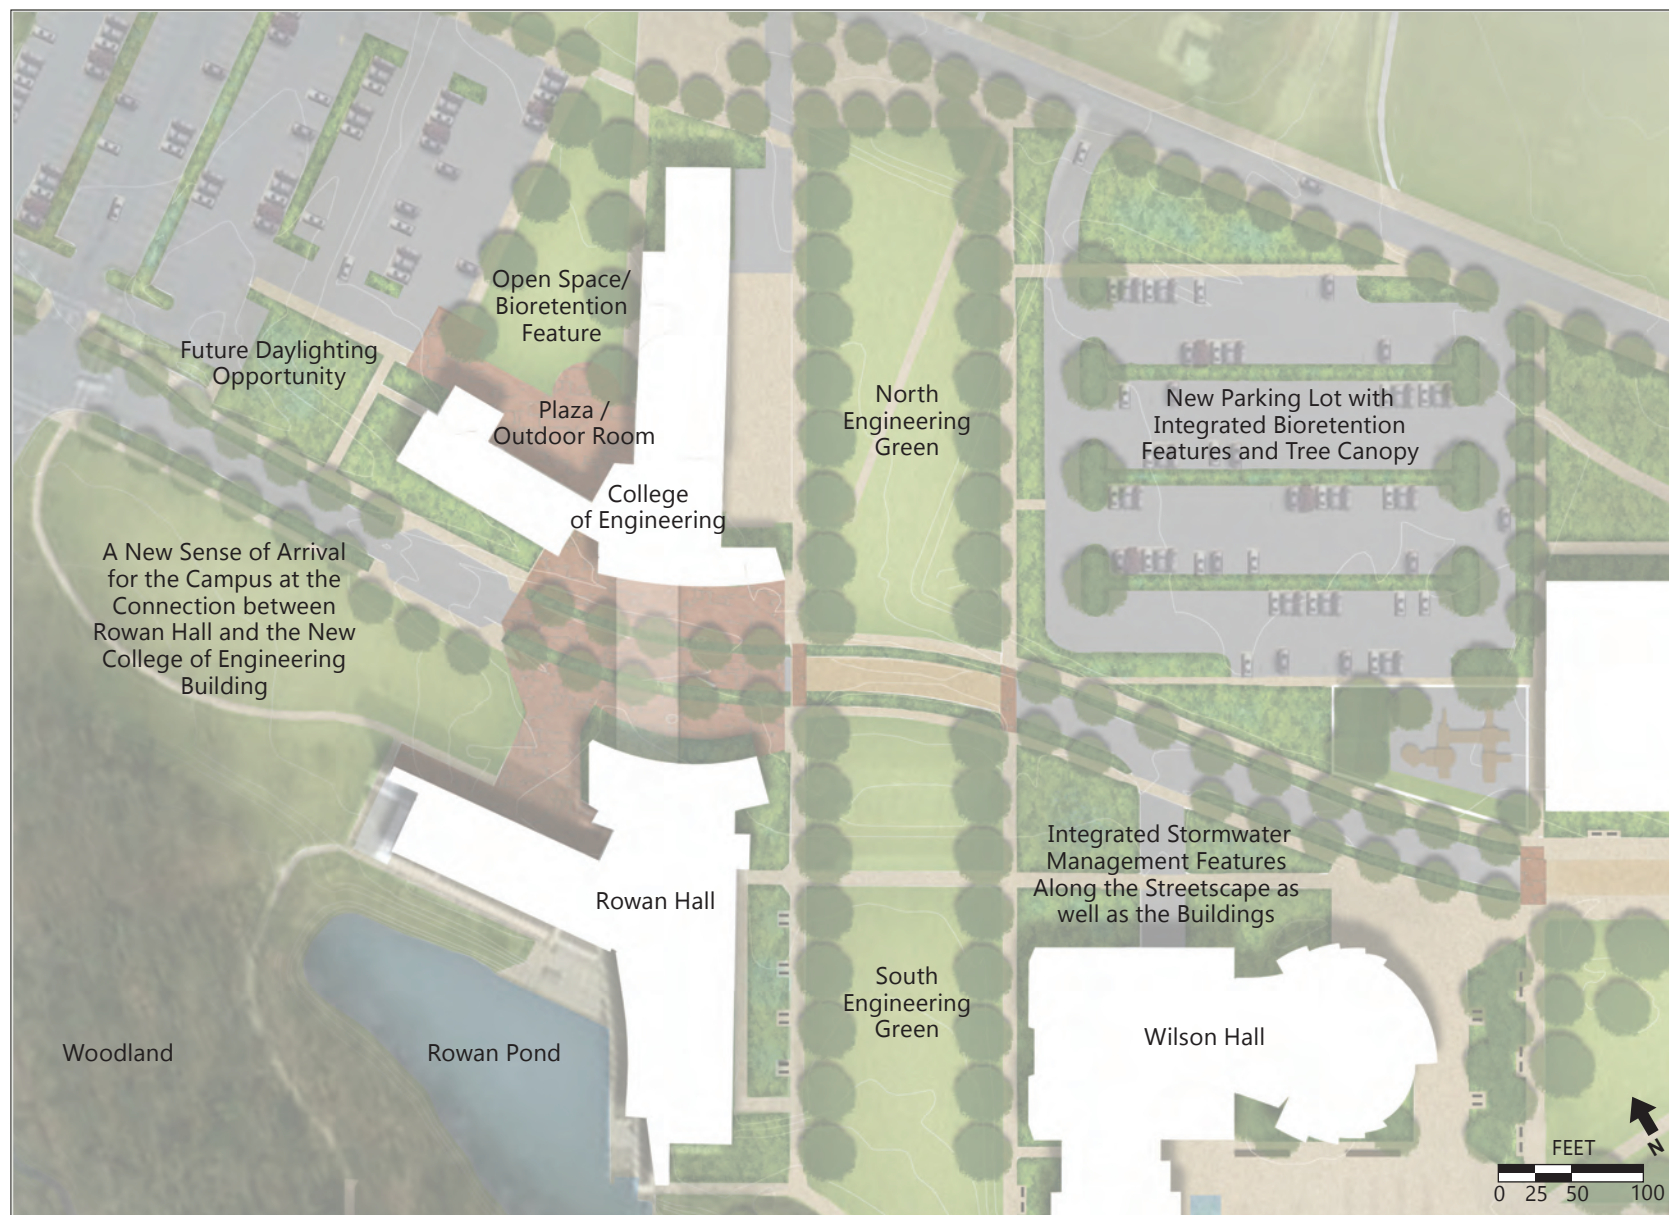 Open Space/
Bioretention
Feature
Future Daylighting
Opportunity
Plaza /
Outdoor Room
North
Engineering
Green
New Parking Lot with
Integrated Bioretention
Features and Tree Canopy
College
of Engineering
A New Sense of Arrival
for the Campus at the
Connection between
Rowan Hall and the New
College of Engineering
Building
Integrated Stormwater
Management Features
Along the Streetscape as
well as the Buildings
Rowan Hall
South
Engineering
Green
Wilson Hall
Woodland
Rowan Pond
N
FEET
0 25 50 100